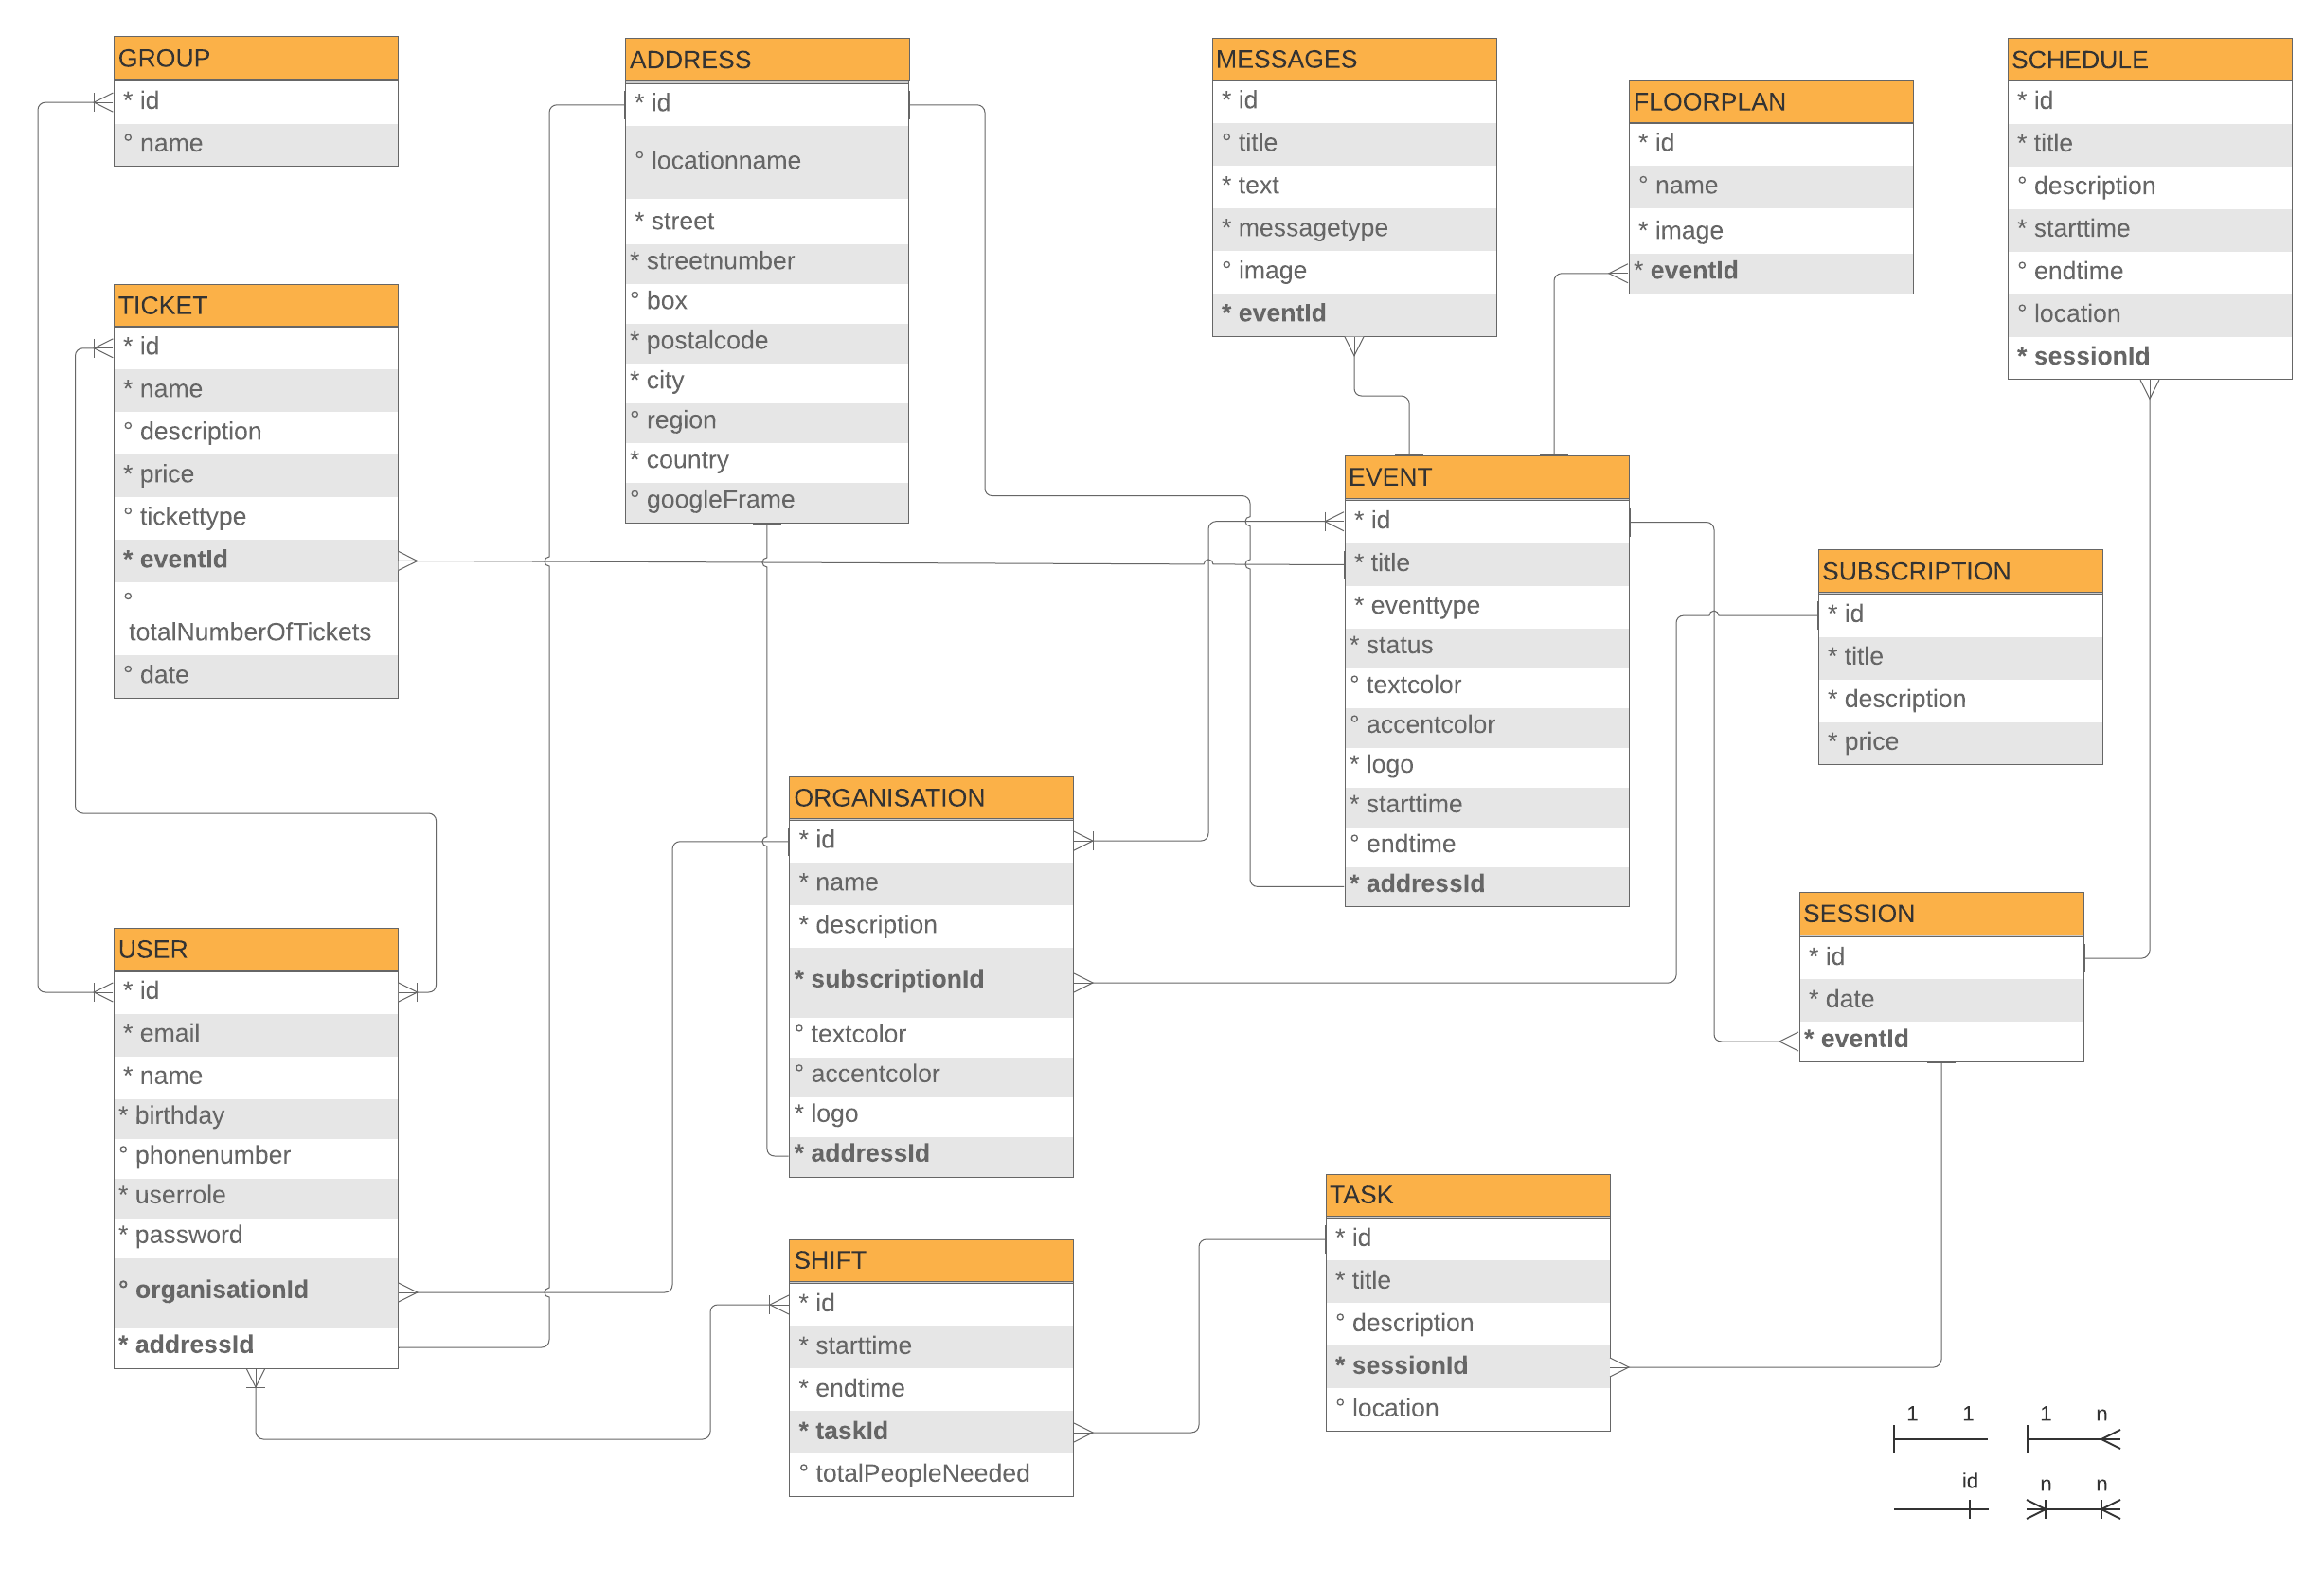 GROUP
* id
° name
ADDRESS
* id
° locationname
* street
* streetnumber
° box
* postalcode
* city
° region
* country
° googleFrame
MESSAGES
* id
° title
* text
* messagetype
° image
* eventId
FLOORPLAN
* id
° name
* image
* eventId
SCHEDULE
* id
* title
° description
* starttime
° endtime
° location
* sessionId
TICKET
* id
* name
° description
* price
° tickettype
* eventId
°
totalNumberOfTickets
° date
EVENT
* id
* title
* eventtype
* status
° textcolor
° accentcolor
* logo
* starttime
° endtime
* addressId
SUBSCRIPTION
* id
* title
* description
* price
ORGANISATION
* id
* name
* description
* subscriptionId
° textcolor
° accentcolor
* logo
* addressId
SESSION
* id
* date
* eventId
USER
* id
* email
* name
* birthday
° phonenumber
* userrole
* password
° organisationId
* addressId
SHIFT
* id
* starttime
* endtime
* taskId
° totalPeopleNeeded
TASK
* id
* title
° description
* sessionId
° location
1 1 1 n
id n n